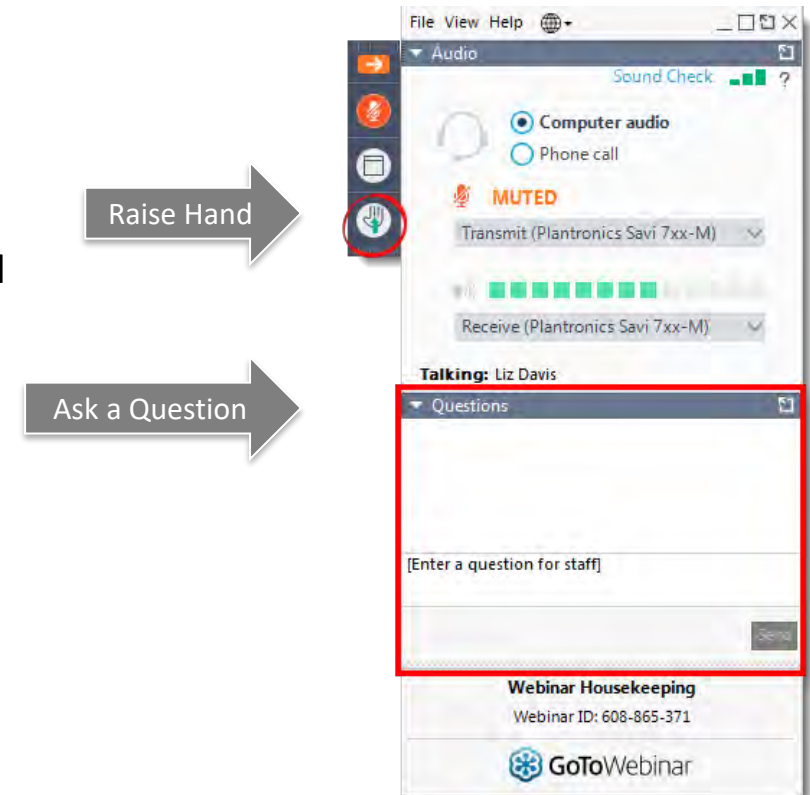 File View Help
Audio
Sound Check ?
Computer audio
Phone call
MUTED
Raise Hand
Transmit (Plantronics Savi 7xx-M)
Receive (Plantronics Savi 7xx-M)
Talking: Liz Davis
Ask a Question
Questions
[Enter a question for staff]
Send
Webinar Housekeeping
Webinar ID: 608-865-371
GoToWebinar